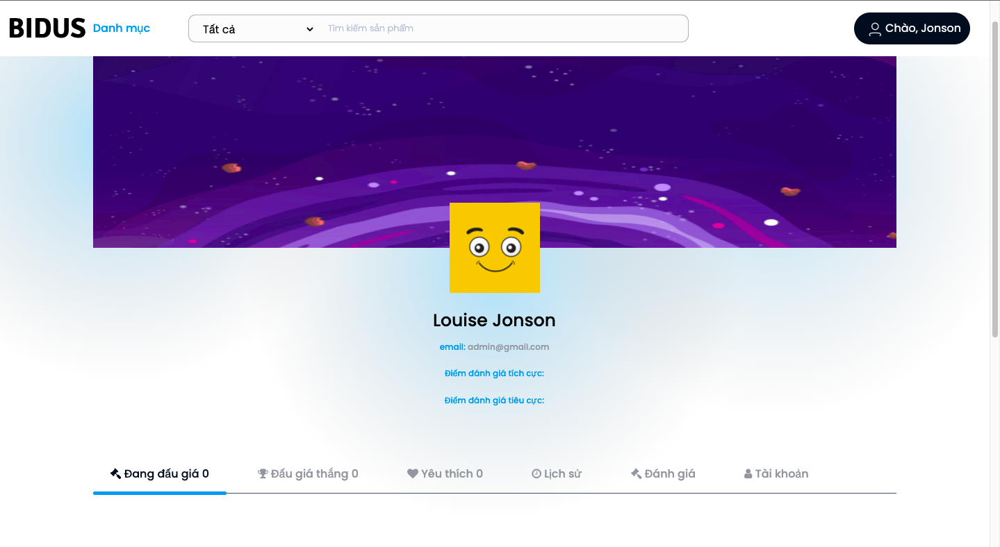 BIDUS
Danh mục
Tất cả
Tìm kiếm sản phẩm
Chào, Jonson
Louise Jonson
email: admin@gmail.com
Điểm đánh giá tích cực:
Điểm đánh giá tiêu cực:
Đang đấu giá 0
Đấu giá thắng 0
Yêu thích 0
Lịch sử
Đánh giá
Tài khoản